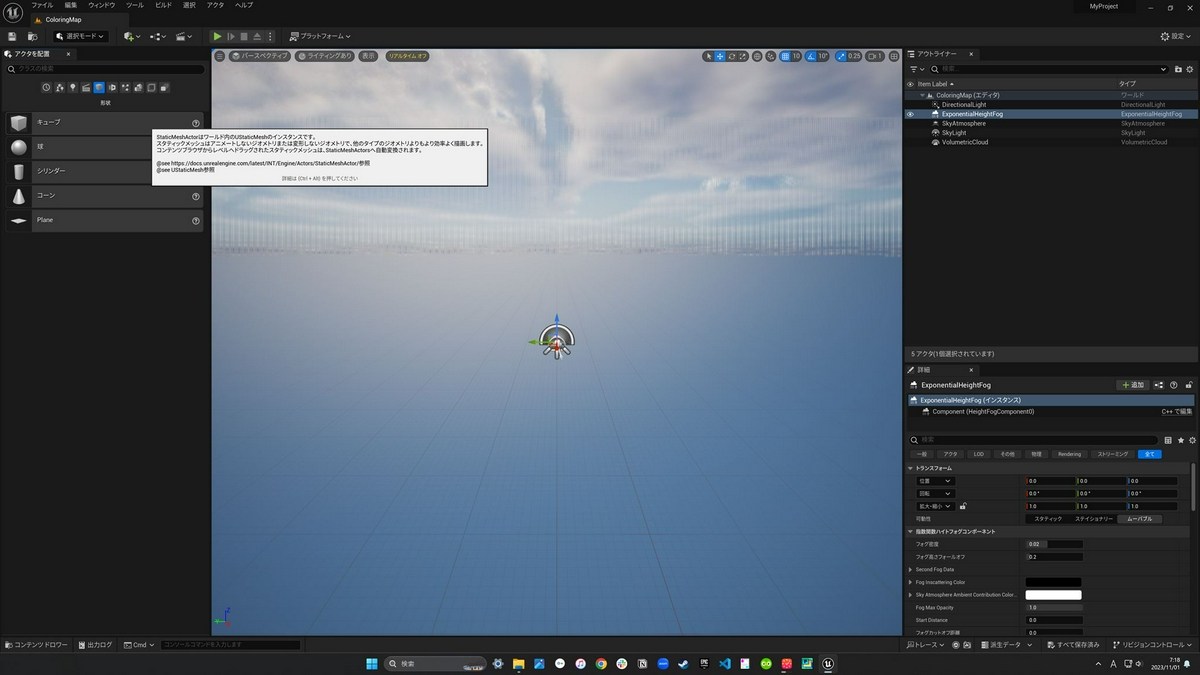 ファイル 編集 ウィンドウ ツール ビルド 選択 アクタ ヘルプ
MyProject
ColoringMap
選択モード
プラットフォーム
設定
アクタを配置
クラスの検索
形状
キューブ
球
シリンダー
コーン
Plane
StaticMeshActorはワールド内のUStaticMeshのインスタンスです。
スタティックメッシュはアニメートしないジオメトリまたは変形しないジオメトリで、他のタイプのジオメトリよりもより効率よく描画します。
コンテンツブラウザからレベルへドラッグされたスタティックメッシュは、StaticMeshActorsへ自動変換されます。
@see https://docs.unrealengine.com/latest/INT/Engine/Actors/StaticMeshActor/参照
@see UStaticMesh参照
詳細は (Ctrl + Alt) を押してください
パースペクティブ ライティングあり 表示 リアルタイム オフ
10 10° 0.25 1
アウトライナー
検索
Item Label タイプ
ColoringMap (エディタ) ワールド
DirectionalLight DirectionalLight
ExponentialHeightFog ExponentialHeightFog
SkyAtmosphere SkyAtmosphere
SkyLight SkyLight
VolumetricCloud VolumetricCloud
5 アクタ(1個選択されています)
詳細
ExponentialHeightFog
追加
ExponentialHeightFog (インスタンス)
Component (HeightFogComponent0) C++ で編集
検索
一般 アクタ LOD その他 物理 Rendering ストリーミング 全て
トランスフォーム
位置 0.0 0.0 0.0
回転 0.0 ° 0.0 ° 0.0 °
拡大・縮小 1.0 1.0 1.0
可動性 スタティック ステイショナリー ムーバブル
指数関数ハイトフォグコンポーネント
フォグ密度 0.02
フォグ高さフォールオフ 0.2
Second Fog Data
Fog Inscattering Color
Sky Atmosphere Ambient Contribution Color...
Fog Max Opacity 1.0
Start Distance 0.0
フォグカットオフ距離 0.0
コンテンツドロワー 出力ログ Cmd コンソールコマンドを入力します
トレース 派生データ すべて保存済み リビジョンコントロール
検索
A
7:18
2023/11/01